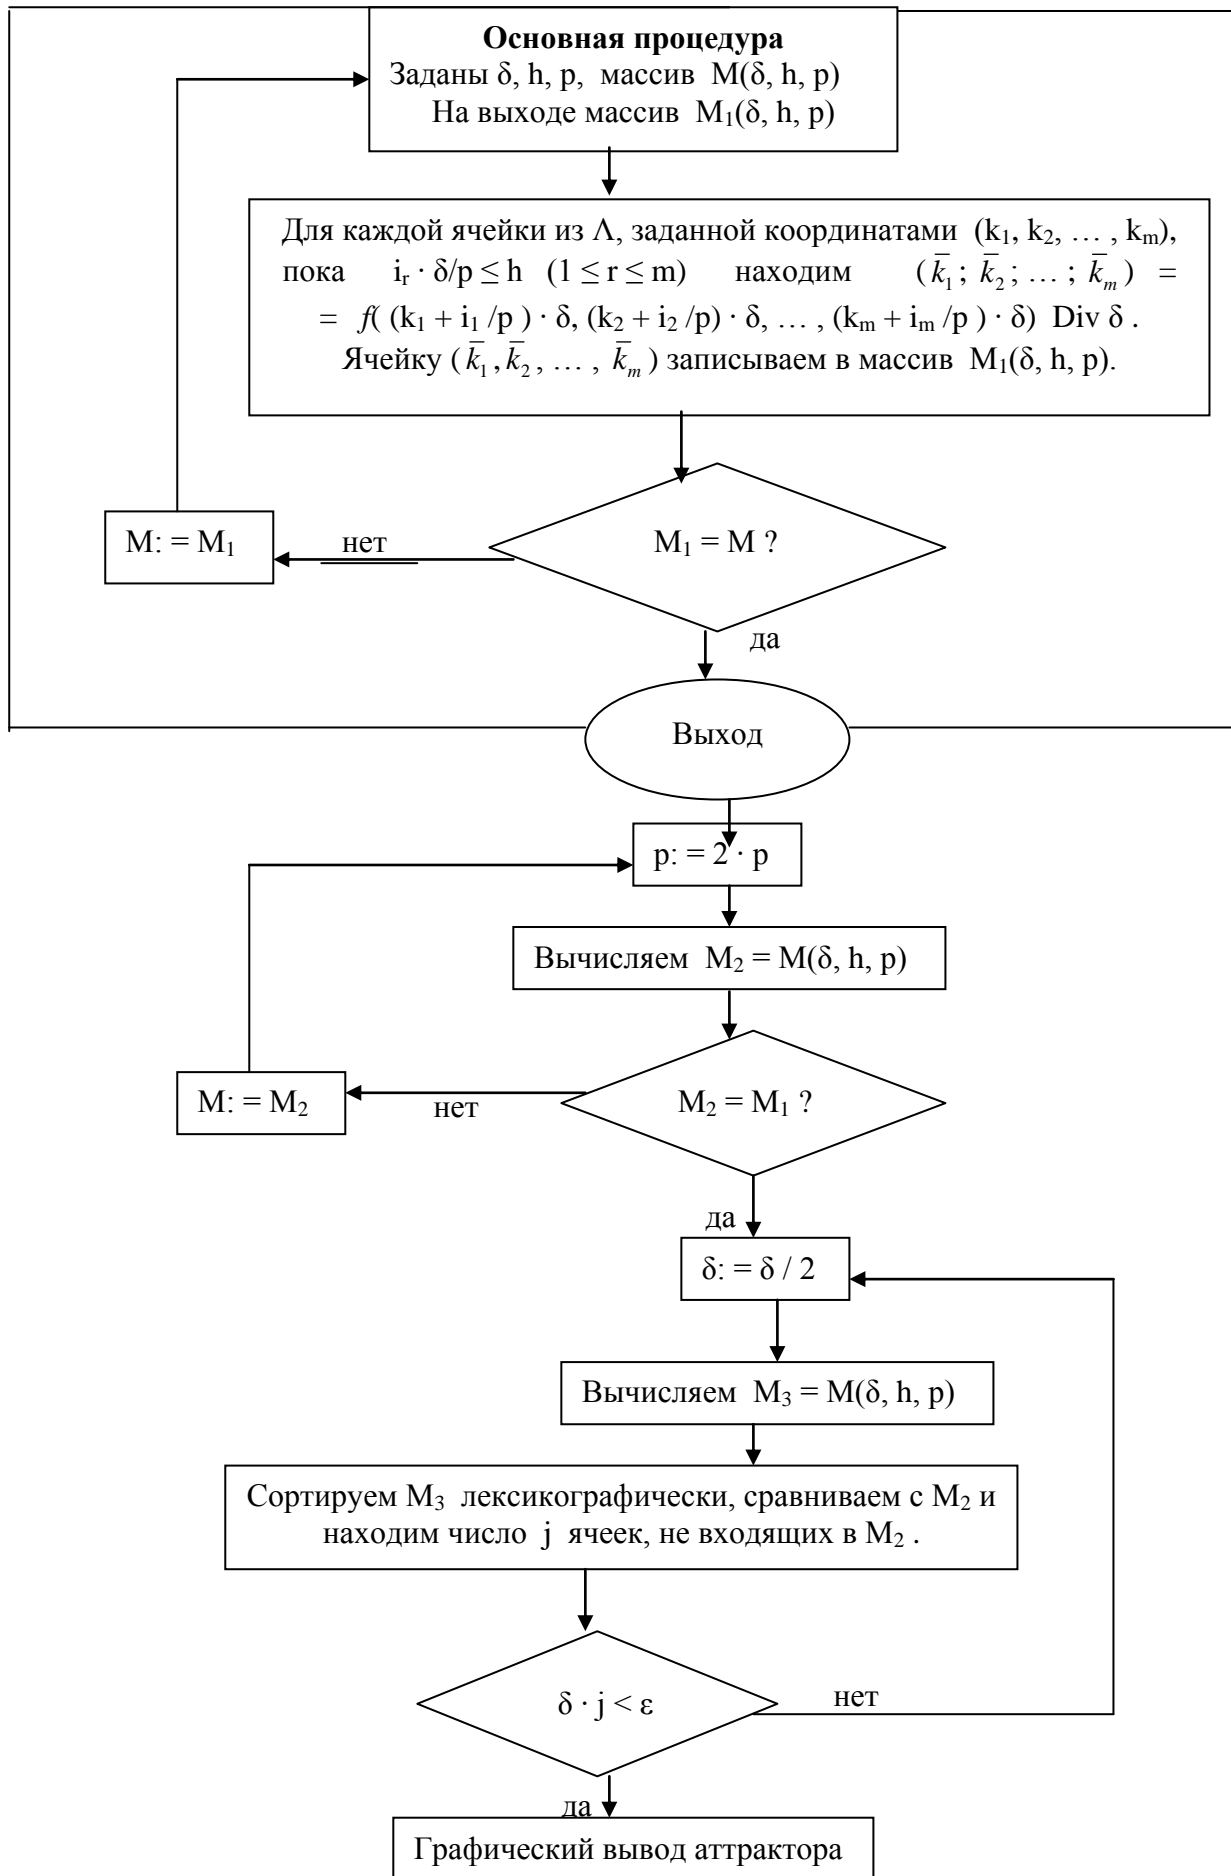 Основная процедура
Заданы δ, h, p, массив M(δ, h, p)
На выходе массив M₁(δ, h, p)
Для каждой ячейки из Λ, заданной координатами (k₁, k₂, … , kₘ),
пока iᵣ · δ/p ≤ h (1 ≤ r ≤ m) находим (k̅₁; k̅₂; … ; k̅ₘ) =
= f( (k₁ + i₁ /p ) · δ, (k₂ + i₂ /p) · δ, … , (kₘ + iₘ /p ) · δ) Div δ .
Ячейку (k̅₁, k̅₂, … , k̅ₘ) записываем в массив M₁(δ, h, p).
M: = M₁
нет
M₁ = M ?
да
Выход
p: = 2 · p
Вычисляем M₂ = M(δ, h, p)
M: = M₂
нет
M₂ = M₁ ?
да
δ: = δ / 2
Вычисляем M₃ = M(δ, h, p)
Сортируем M₃ лексикографически, сравниваем с M₂ и
находим число j ячеек, не входящих в M₂ .
δ · j < ε
нет
да
Графический вывод аттрактора